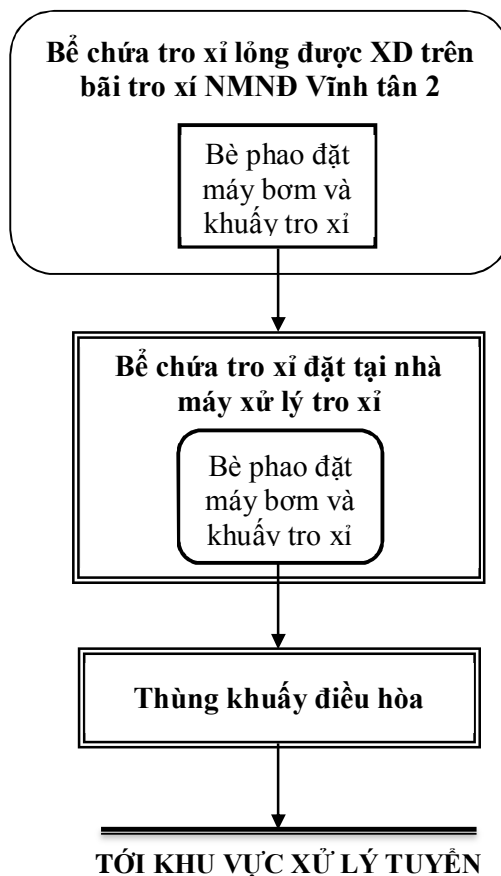 Bể chứa tro xỉ lỏng được XD trên
bãi tro xí NMNĐ Vĩnh tân 2
Bè phao đặt
máy bơm và
khuấy tro xỉ
Bể chứa tro xỉ đặt tại nhà
máy xử lý tro xỉ
Bè phao đặt
máy bơm và
khuấy tro xỉ
Thùng khuấy điều hòa
TỚI KHU VỰC XỬ LÝ TUYỂN